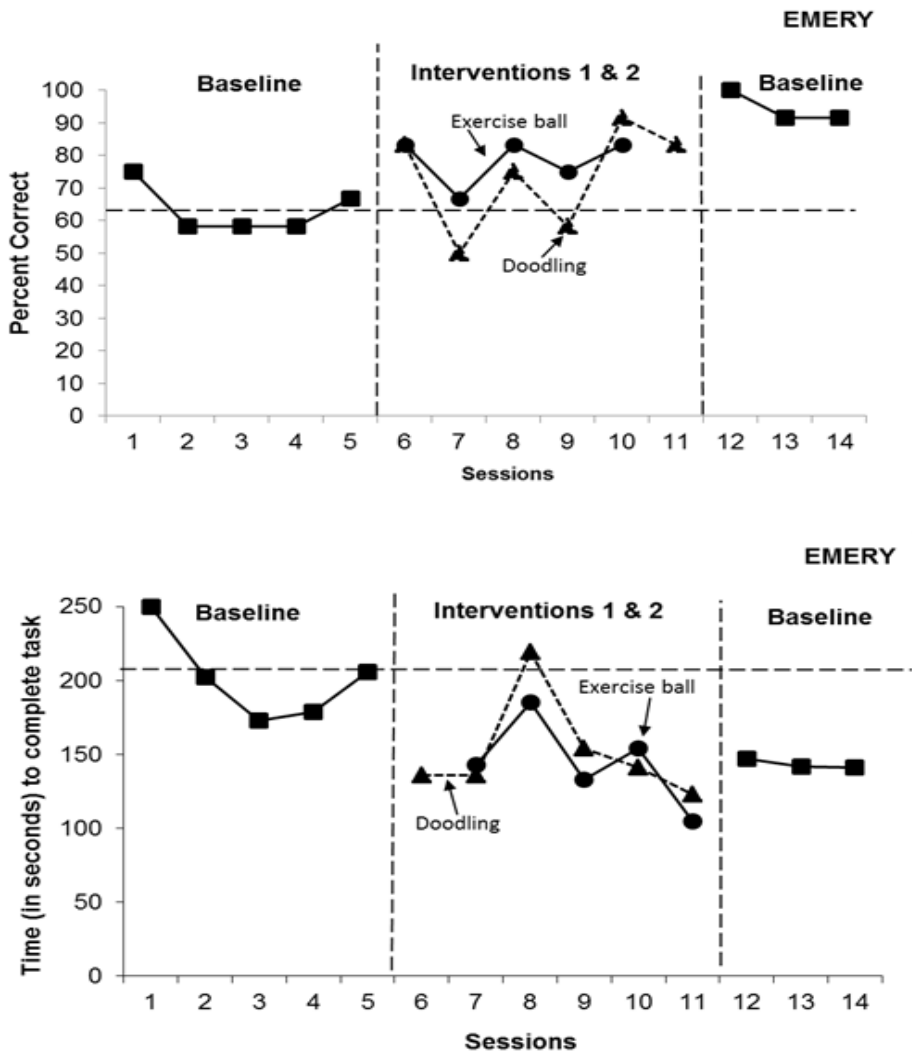 EMERY
Baseline
Interventions 1 & 2
Baseline
Exercise ball
Doodling
Percent Correct
100
90
80
70
60
50
40
30
20
10
0
1 2 3 4 5 6 7 8 9 10 11 12 13 14
Sessions
EMERY
Baseline
Interventions 1 & 2
Baseline
Exercise ball
Doodling
Time (in seconds) to complete task
250
200
150
100
50
0
1 2 3 4 5 6 7 8 9 10 11 12 13 14
Sessions